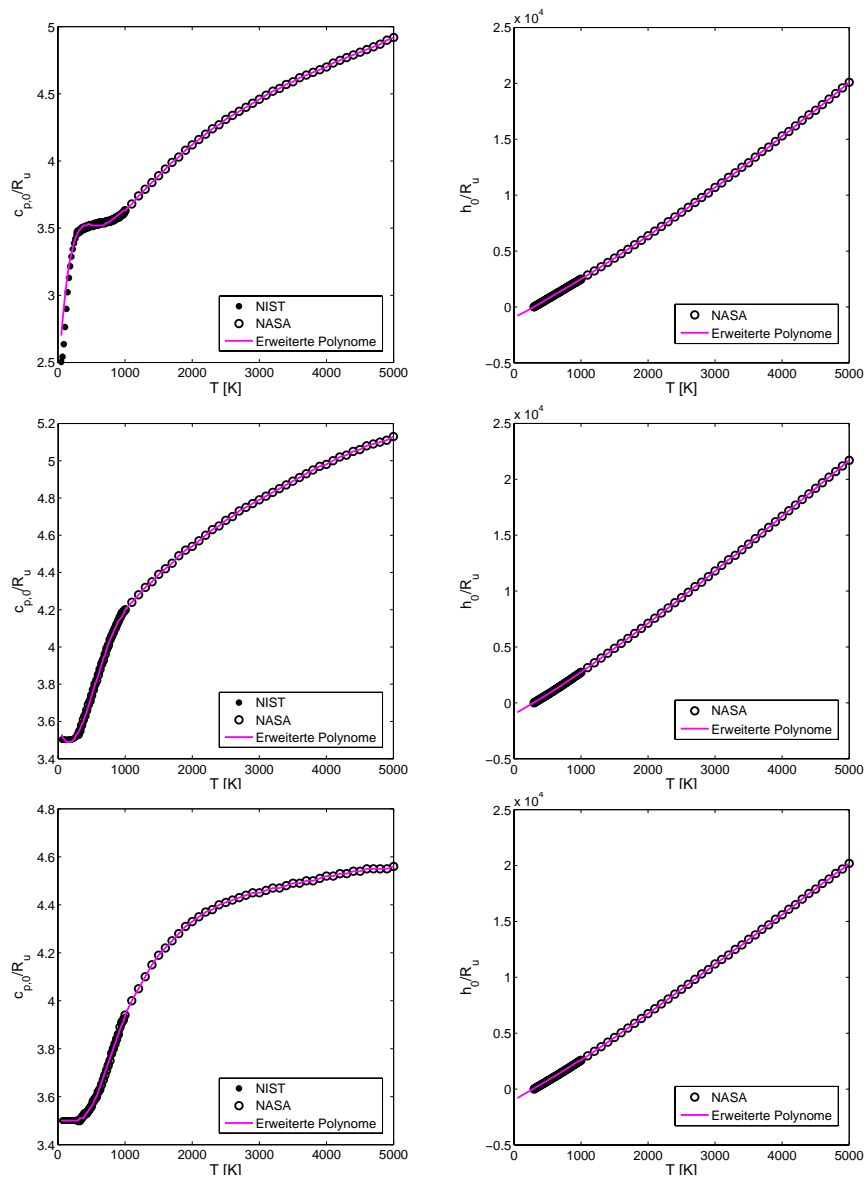 5
4.5
4
3.5
3
2.5
c_{p,0}/R_u
0 1000 2000 3000 4000 5000
T [K]
NIST
NASA
Erweiterte Polynome
2.5 x 10^4
2
1.5
1
0.5
0
−0.5
h_0/R_u
0 1000 2000 3000 4000 5000
T [K]
NASA
Erweiterte Polynome
5.2
5
4.8
4.6
4.4
4.2
4
3.8
3.6
3.4
c_{p,0}/R_u
0 1000 2000 3000 4000 5000
T [K]
NIST
NASA
Erweiterte Polynome
2.5 x 10^4
2
1.5
1
0.5
0
−0.5
h_0/R_u
0 1000 2000 3000 4000 5000
T [K]
NASA
Erweiterte Polynome
4.8
4.6
4.4
4.2
4
3.8
3.6
3.4
c_{p,0}/R_u
0 1000 2000 3000 4000 5000
T [K]
NIST
NASA
Erweiterte Polynome
2.5 x 10^4
2
1.5
1
0.5
0
−0.5
h_0/R_u
0 1000 2000 3000 4000 5000
T [K]
NASA
Erweiterte Polynome